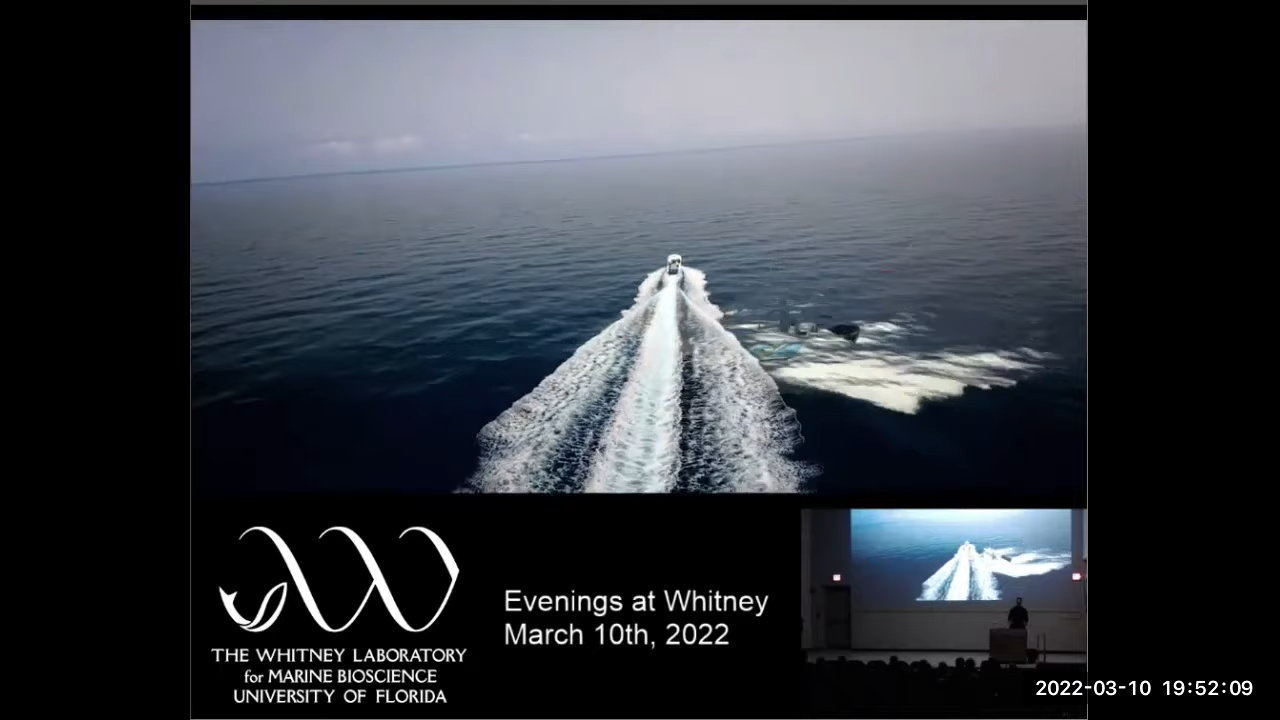 THE WHITNEY LABORATORY
for MARINE BIOSCIENCE
UNIVERSITY OF FLORIDA
Evenings at Whitney
March 10th, 2022
2022-03-10 19:52:09